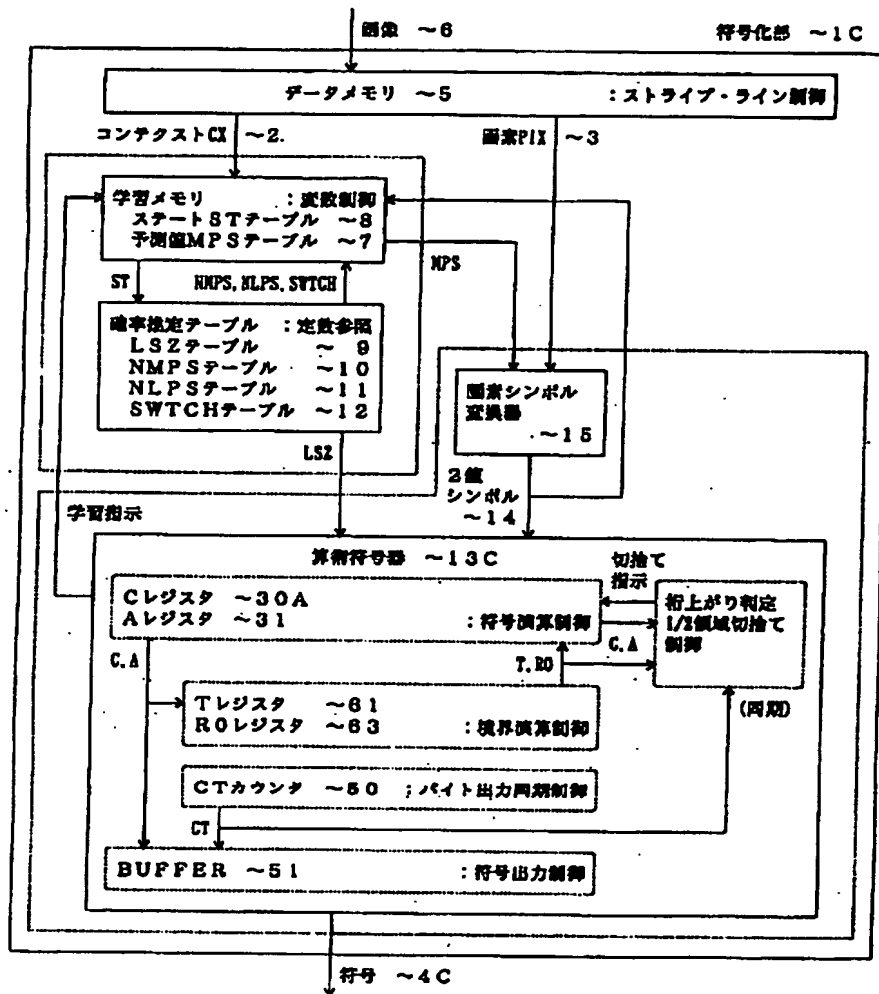 画像 ～6
符号化部 ～1C
データメモリ ～5 :ストライプ・ライン制御
コンテクストCX ～2.
画素PIX ～3
学習メモリ :変数制御
ステートSTテーブル ～8
予測値MPSテーブル ～7
MPS
ST
NMPS,NLPS,SWTCH
確率推定テーブル :定数参照
LSZテーブル ～ 9
NMPSテーブル ～10
NLPSテーブル ～11
SWTCHテーブル ～12
画素シンボル
変換器
～15
LSZ
2値
シンボル
～14
学習指示
算術符号器 ～13C
切捨て
指示
Cレジスタ ～30A
Aレジスタ ～31 :符号演算制御
桁上がり判定
1/2領域切捨て
制御
C.A
C.A
T.RO
Tレジスタ ～61
ROレジスタ ～63 :境界演算制御
(同期)
CTカウンタ ～50 ;バイト出力同期制御
CT
BUFFER ～51 :符号出力制御
符号 ～4C